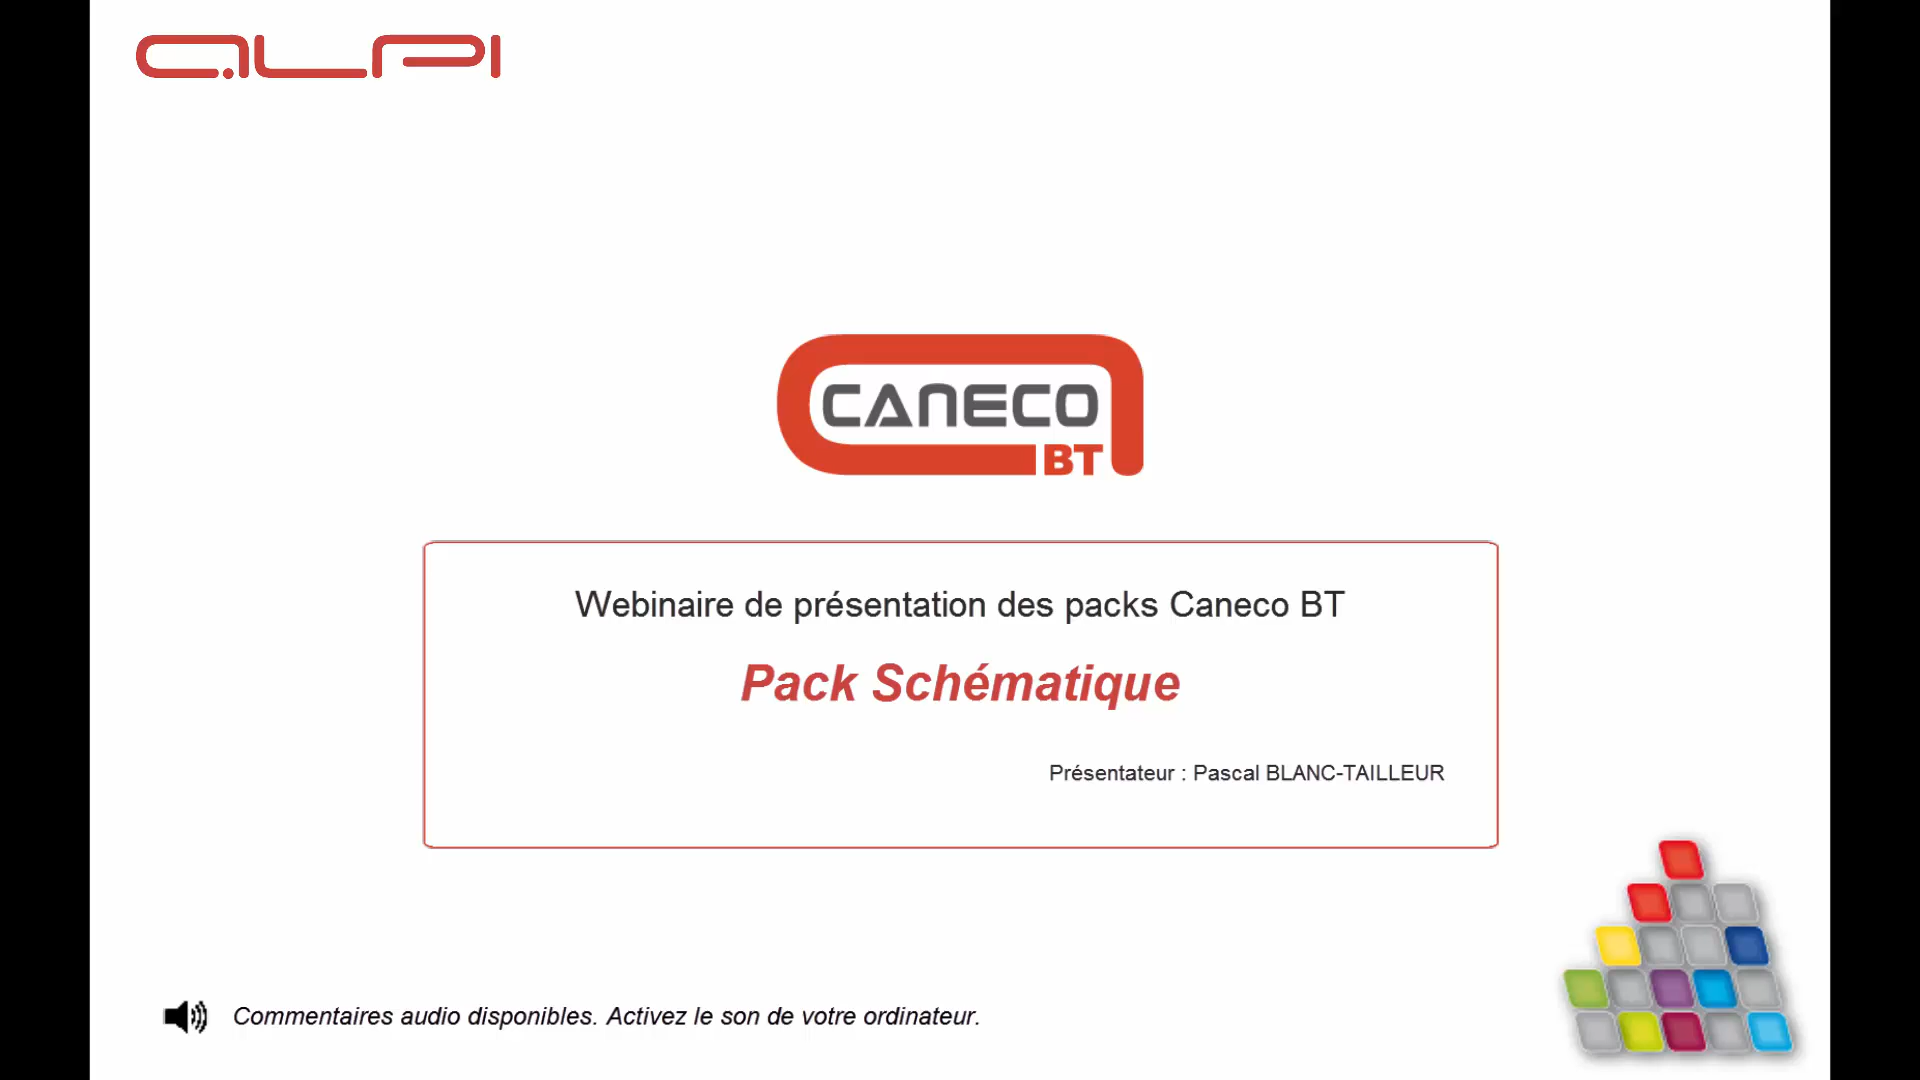 ALPI
CANECO
BT
Webinaire de présentation des packs Caneco BT
Pack Schématique
Présentateur : Pascal BLANC-TAILLEUR
Commentaires audio disponibles. Activez le son de votre ordinateur.